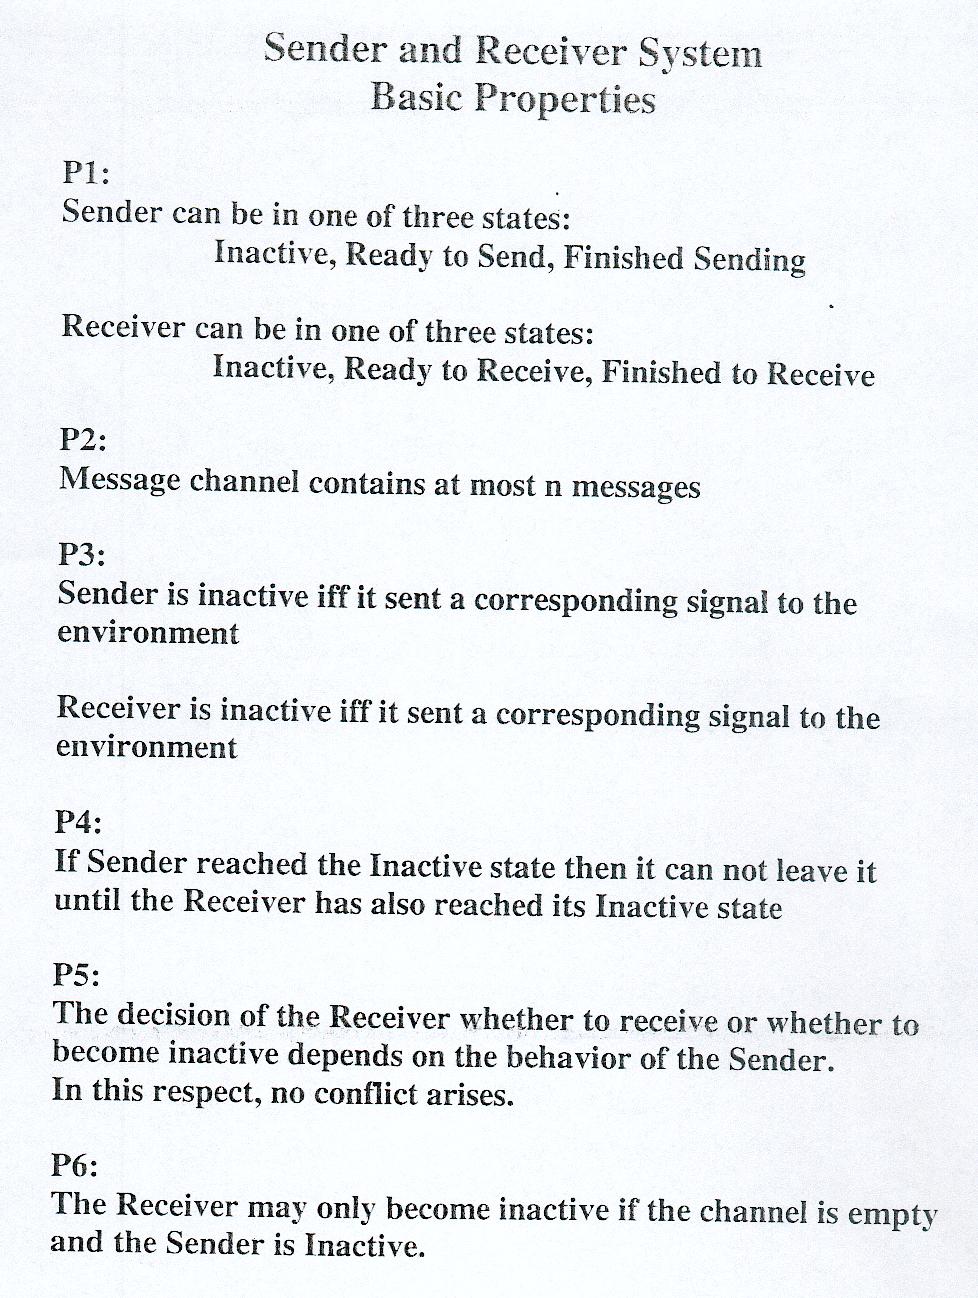 Sender and Receiver System
Basic Properties
P1:
Sender can be in one of three states:
Inactive, Ready to Send, Finished Sending
Receiver can be in one of three states:
Inactive, Ready to Receive, Finished to Receive
P2:
Message channel contains at most n messages
P3:
Sender is inactive iff it sent a corresponding signal to the
environment
Receiver is inactive iff it sent a corresponding signal to the
environment
P4:
If Sender reached the Inactive state then it can not leave it
until the Receiver has also reached its Inactive state
P5:
The decision of the Receiver whether to receive or whether to
become inactive depends on the behavior of the Sender.
In this respect, no conflict arises.
P6:
The Receiver may only become inactive if the channel is empty
and the Sender is Inactive.